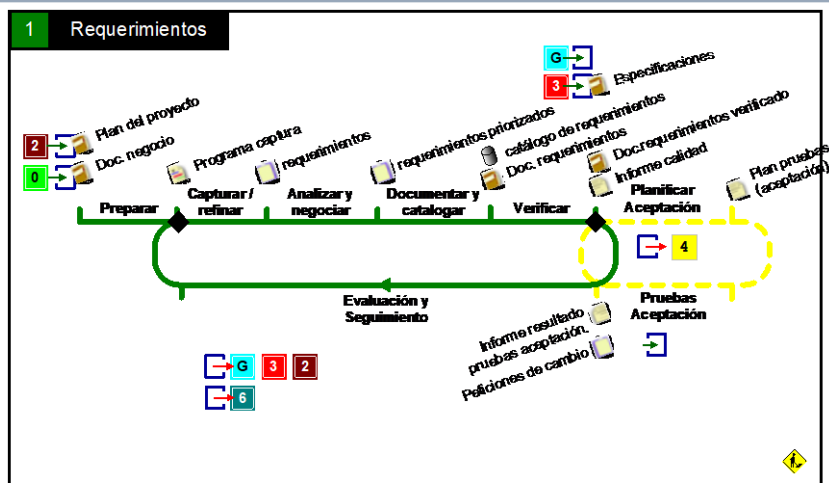 1 Requerimientos
G
3
Especificaciones
2
Plan del proyecto
0
Doc. negocio
Programa captura
requerimientos
requerimientos priorizados
catálogo de requerimientos
Doc. requerimientos
Doc.requerimientos verificado
Informe calidad
Plan pruebas
(aceptación)
Preparar
Capturar /
refinar
Analizar y
negociar
Documentar y
catalogar
Verificar
Planificar
Aceptación
4
Evaluación y
Seguimiento
Pruebas
Aceptación
Informe resultado
pruebas aceptación.
Peticiones de cambio
G 3 2
6